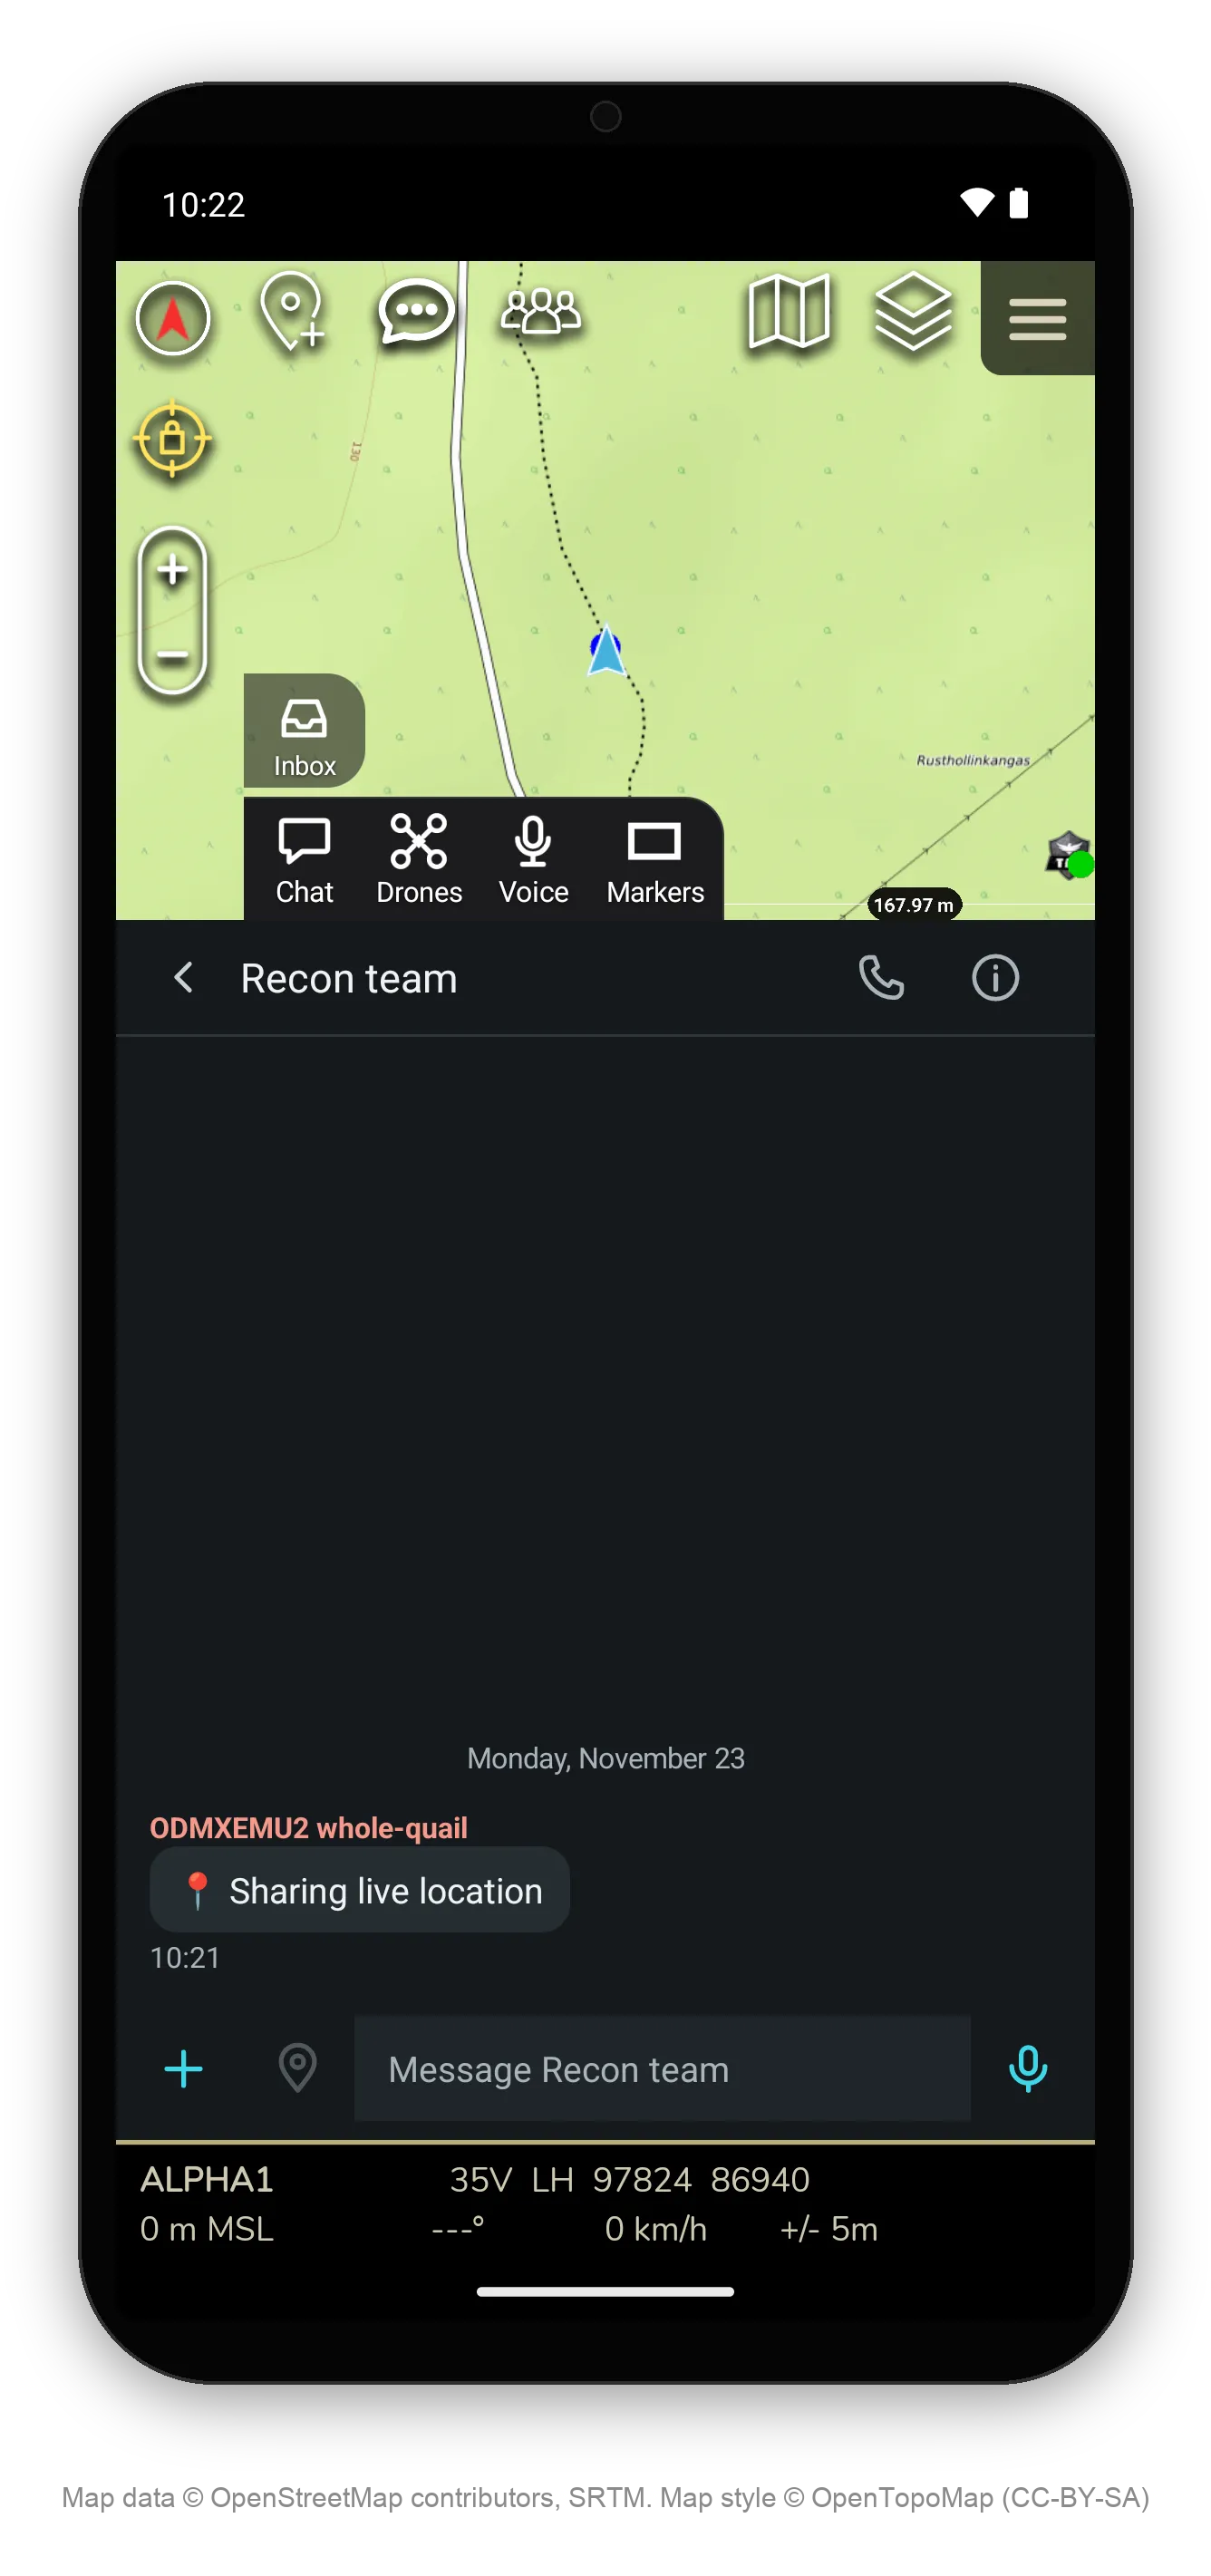 10:22
130
Inbox
Rusthollinkangas
Chat
Drones
Voice
Markers
167.97 m
Recon team
Monday, November 23
ODMXEMU2 whole-quail
📍 Sharing live location
10:21
Message Recon team
ALPHA1 35V LH 97824 86940
0 m MSL ---° 0 km/h +/- 5m
Map data © OpenStreetMap contributors, SRTM. Map style © OpenTopoMap (CC-BY-SA)